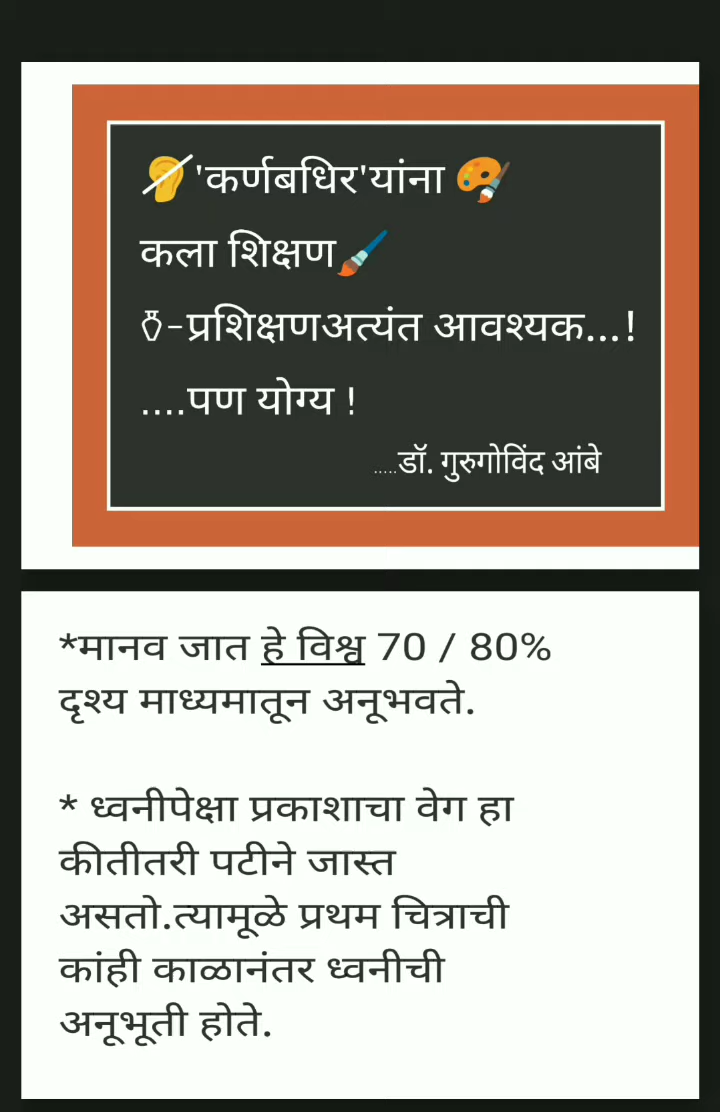 'कर्णबधिर'यांना
कला शिक्षण
⚱-प्रशिक्षणअत्यंत आवश्यक...!
....पण योग्य !
.....डॉ. गुरुगोविंद आंबे
*मानव जात हे विश्व 70 / 80%
दृश्य माध्यमातून अनूभवते.
* ध्वनीपेक्षा प्रकाशाचा वेग हा
कीतीतरी पटीने जास्त
असतो.त्यामूळे प्रथम चित्राची
कांही काळानंतर ध्वनीची
अनूभूती होते.